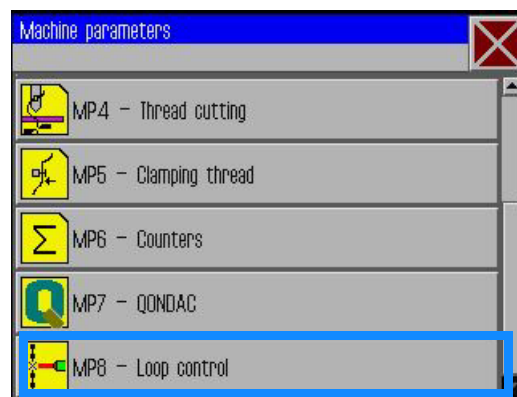 Machine parameters
MP4 - Thread cutting
MP5 - Clamping thread
MP6 - Counters
MP7 - QONDAC
MP8 - Loop control